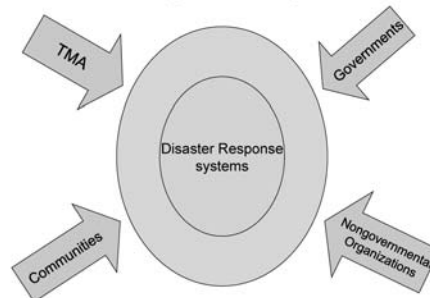 TMA
Governments
Disaster Response
systems
Communities
Nongovernmental
Organizations